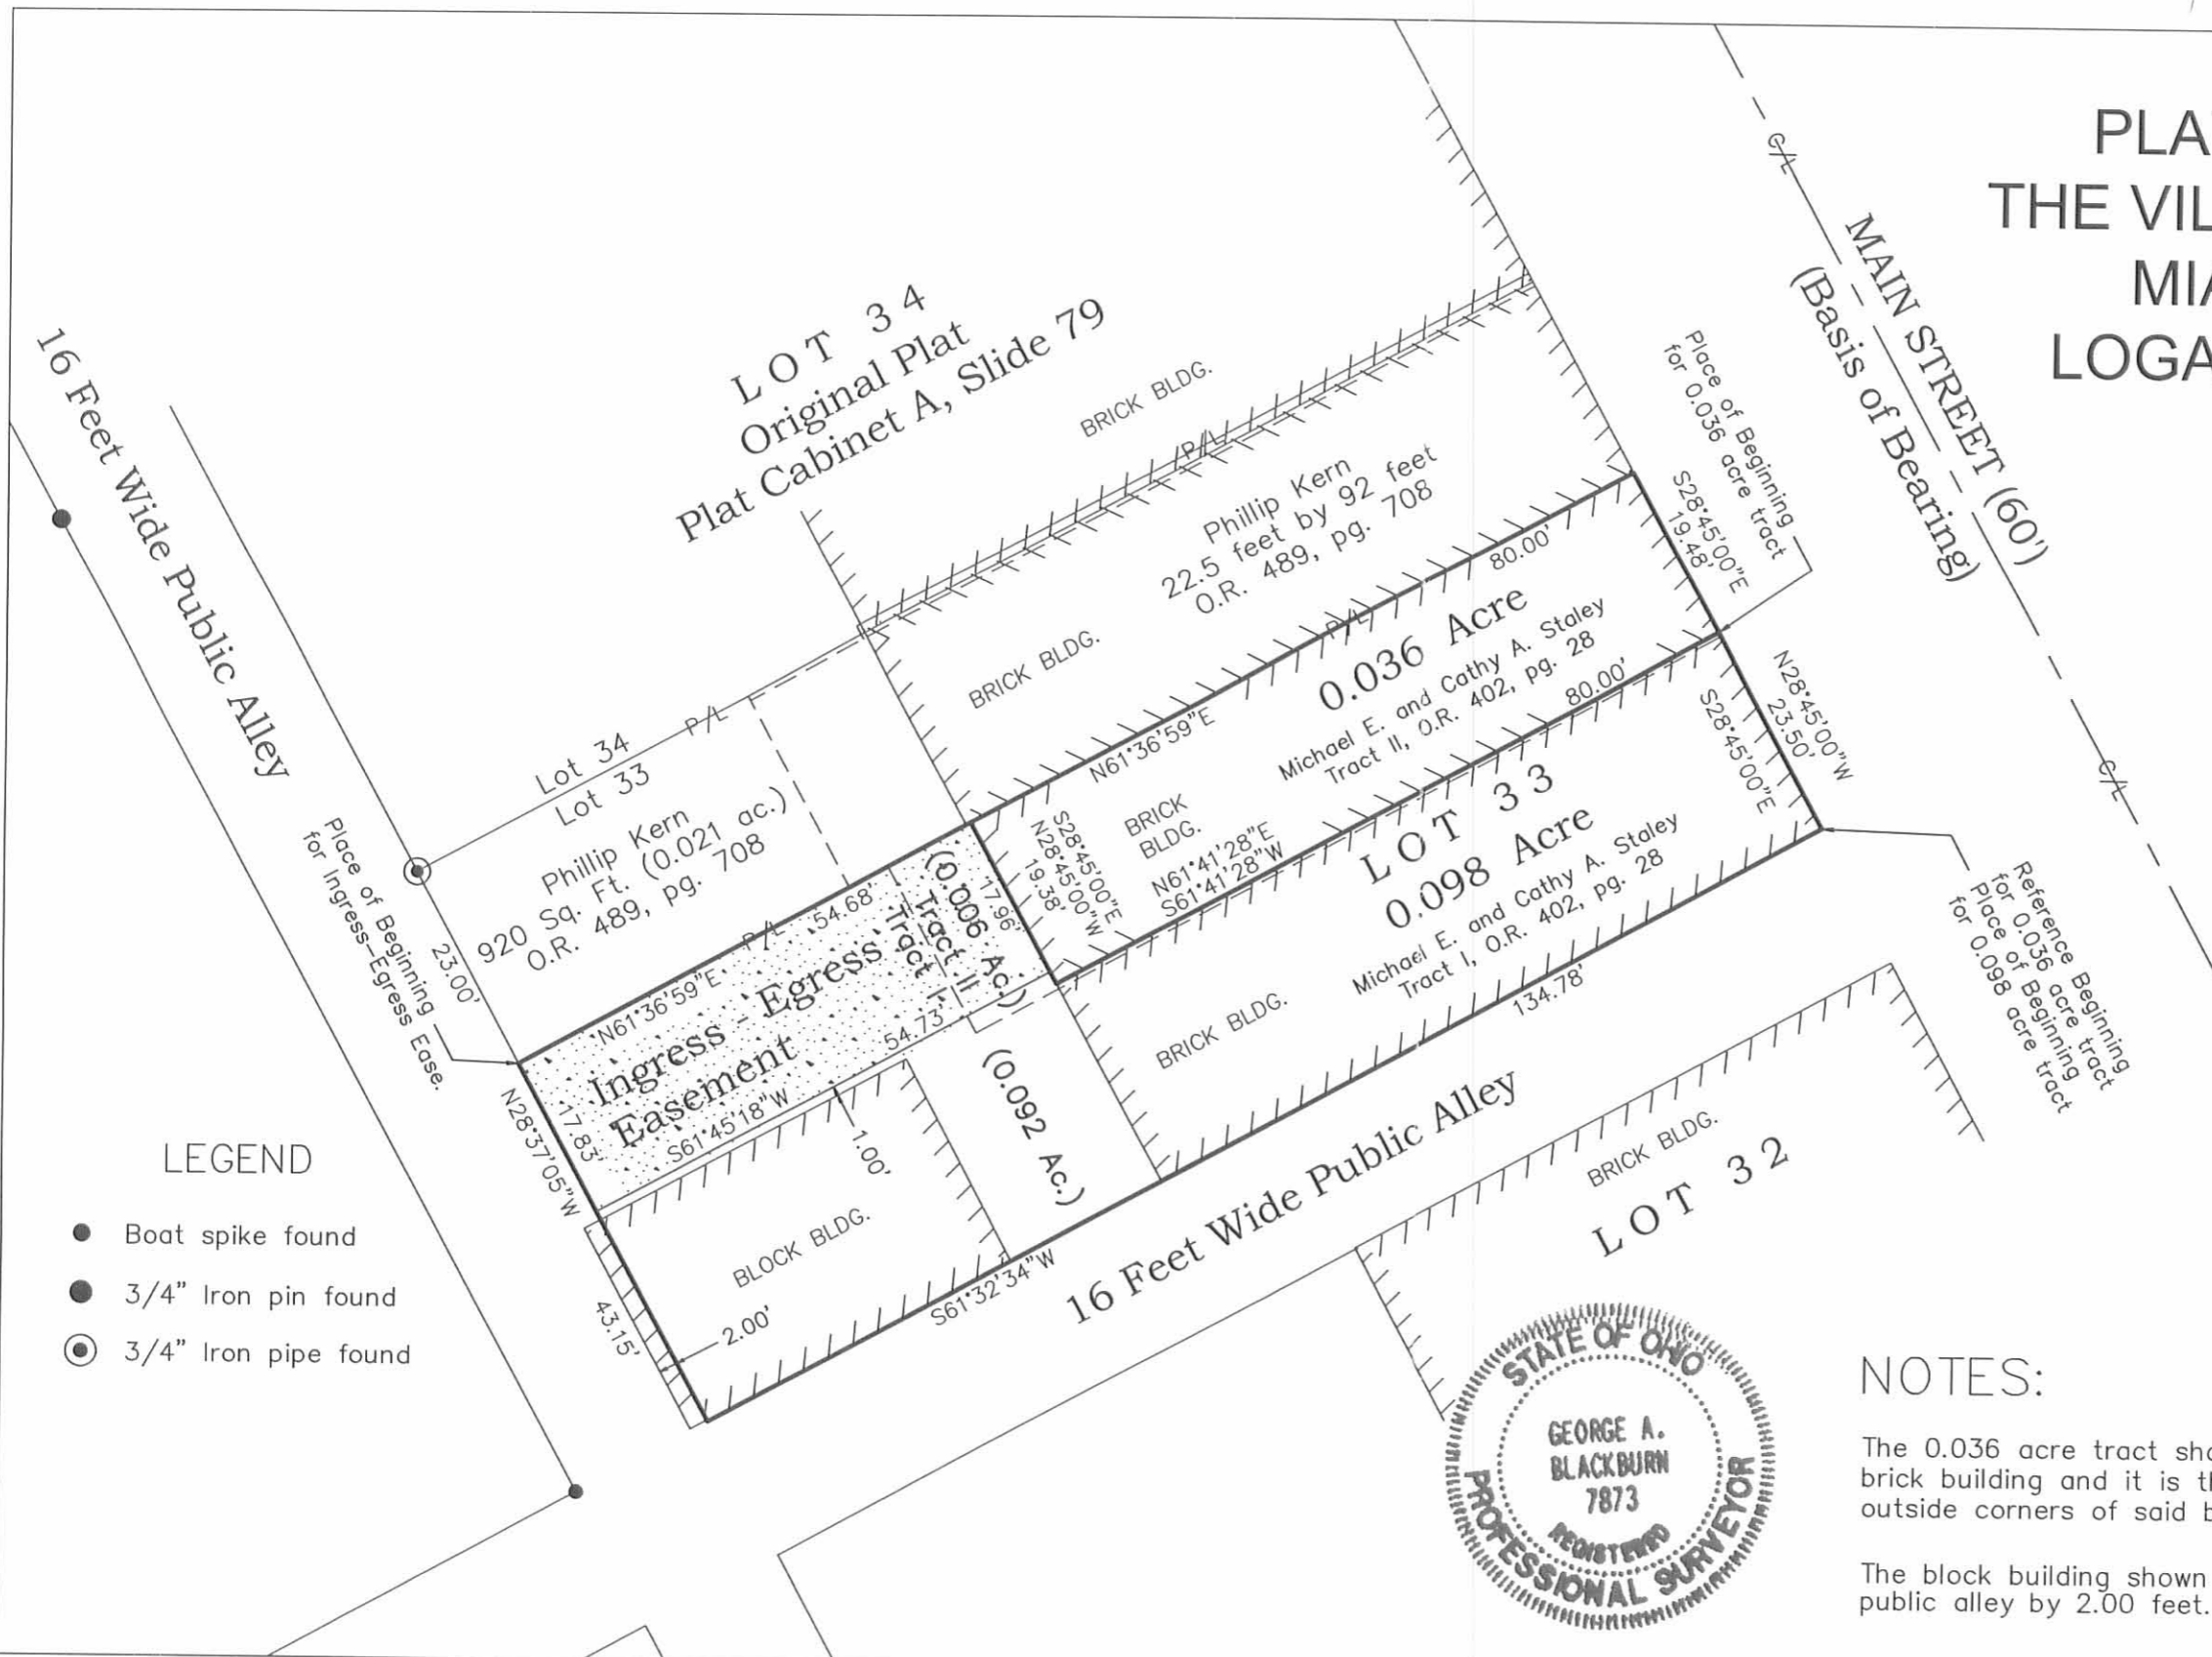 PLA
THE VIL
MIA
LOGA
16 Feet Wide Public Alley
LOT 34
Original Plat
Plat Cabinet A, Slide 79
BRICK BLDG.
P/L
C/L
MAIN STREET (60')
(Basis of Bearing)
C/L
Place of Beginning
for 0.036 acre tract
S28°45'00"E
19.48'
Phillip Kern
22.5 feet by 92 feet
O.R. 489, pg. 708
BRICK BLDG.
80.00'
P/L
N61°36'59"E
0.036 Acre
Michael E. and Cathy A. Staley
Tract II, O.R. 402, pg. 28
BRICK
BLDG.
80.00'
N61°41'28"E
S61°41'28"W
S28°45'00"E
N28°45'00"W
19.38'
N28°45'00"W
23.50'
S28°45'00"E
LOT 33
0.098 Acre
Michael E. and Cathy A. Staley
Tract I, O.R. 402, pg. 28
BRICK BLDG.
134.78'
Reference Beginning
for 0.036 acre tract
Place of Beginning
for 0.098 acre tract
Lot 34
P/L
Lot 33
Phillip Kern
920 Sq. Ft. (0.021 ac.)
O.R. 489, pg. 708
Place of Beginning
for Ingress-Egress Ease.
23.00'
N61°36'59"E
P/L
54.68'
Ingress - Egress
Easement
(0.006 Ac.)
Tract II
Tract I
17.96'
17.83'
S61°45'18"W
54.73'
N28°37'05"W
43.15'
1.00'
2.00'
BLOCK BLDG.
(0.092 Ac.)
S61°32'34"W
16 Feet Wide Public Alley
BRICK BLDG.
LOT 32
LEGEND
Boat spike found
3/4" Iron pin found
3/4" Iron pipe found
STATE OF OHIO
GEORGE A.
BLACKBURN
7873
REGISTERED
PROFESSIONAL SURVEYOR
NOTES:
The 0.036 acre tract sho
brick building and it is th
outside corners of said b
The block building shown
public alley by 2.00 feet.